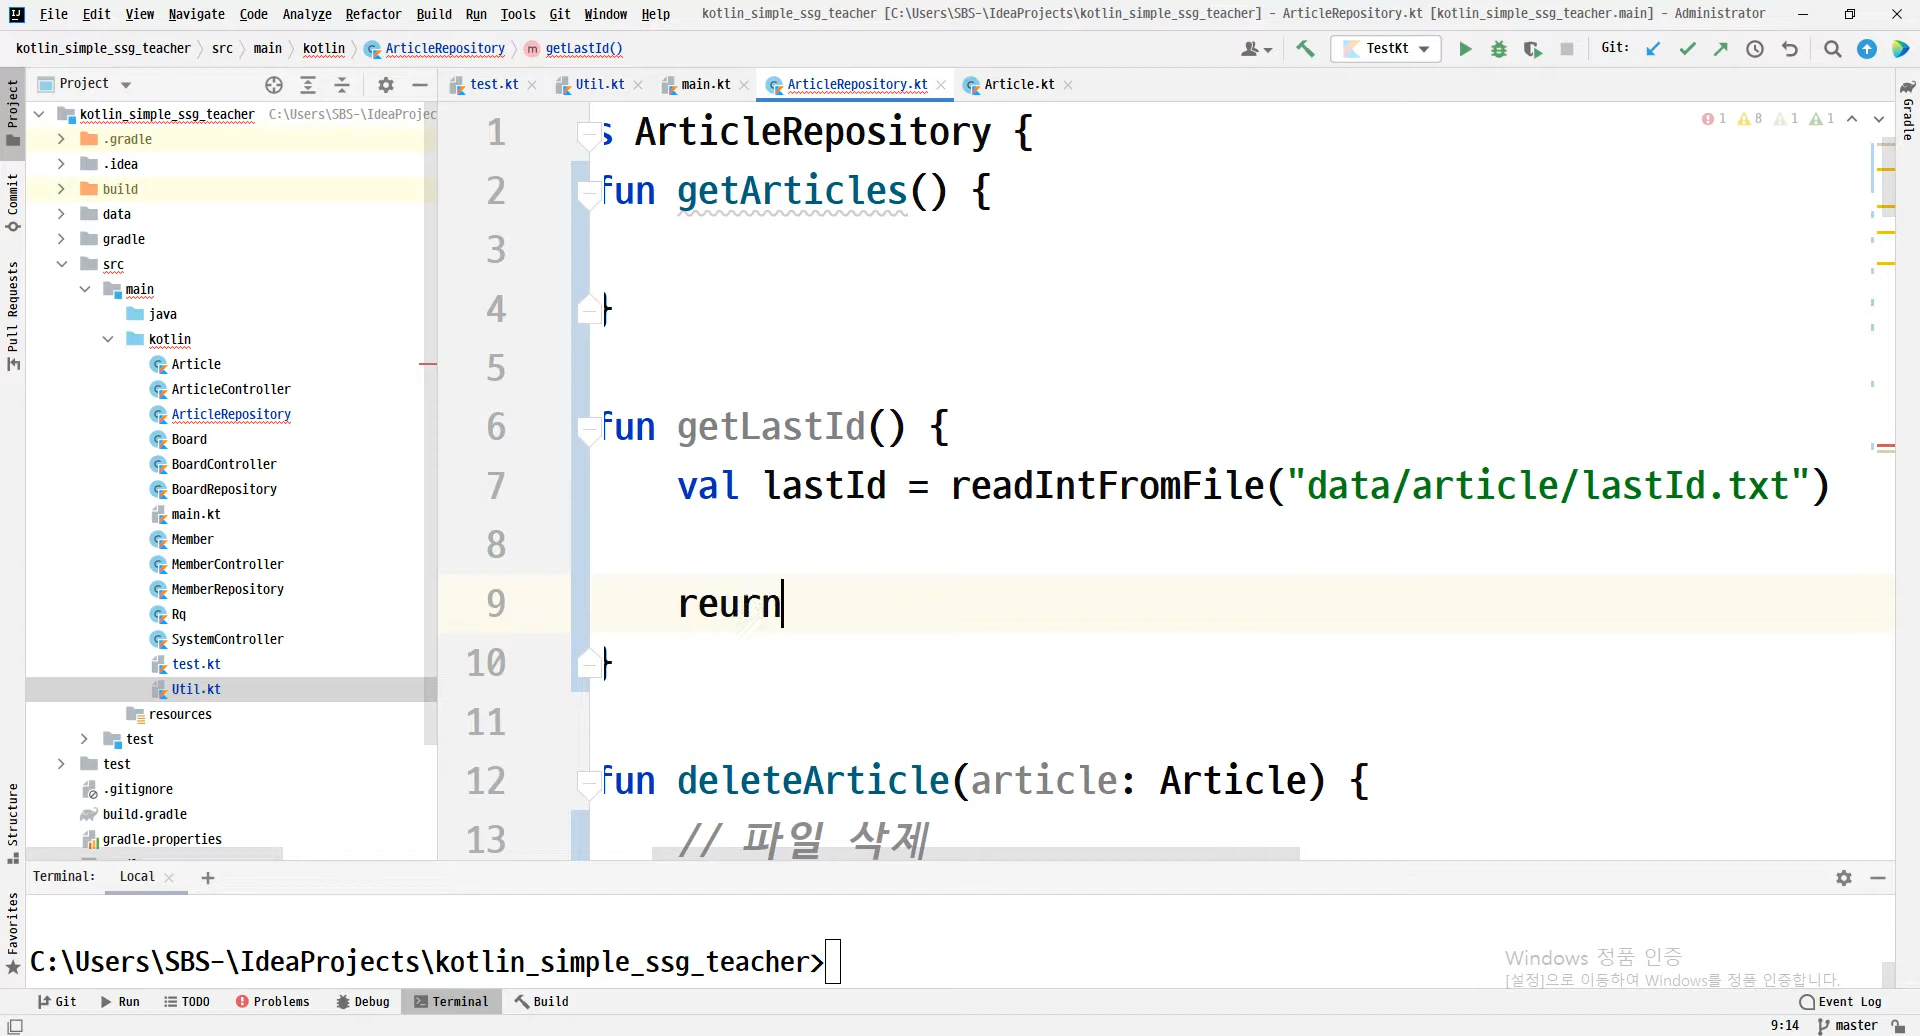 File Edit View Navigate Code Analyze Refactor Build Run Tools Git Window Help kotlin_simple_ssg_teacher [C:\Users\SBS-\IdeaProjects\kotlin_simple_ssg_teacher] - ArticleRepository.kt [kotlin_simple_ssg_teacher.main] - Administrator
kotlin_simple_ssg_teacher src main kotlin ArticleRepository getLastId() TestKt Git:
Project test.kt Util.kt main.kt ArticleRepository.kt Article.kt
Project
Commit
Pull Requests
Structure
Favorites
Gradle
kotlin_simple_ssg_teacher C:\Users\SBS-\IdeaProjec
.gradle
.idea
build
data
gradle
src
main
java
kotlin
Article
ArticleController
ArticleRepository
Board
BoardController
BoardRepository
main.kt
Member
MemberController
MemberRepository
Rq
SystemController
test.kt
Util.kt
resources
test
test
.gitignore
build.gradle
gradle.properties
1 8 1 1
1 s ArticleRepository {
2 fun getArticles() {
3
4 }
5
6 fun getLastId() {
7 val lastId = readIntFromFile("data/article/lastId.txt")
8
9 reurn
10 }
11
12 fun deleteArticle(article: Article) {
13 // 파일 삭제
Terminal: Local
C:\Users\SBS-\IdeaProjects\kotlin_simple_ssg_teacher>
Windows 정품 인증
[설정]으로 이동하여 Windows를 정품 인증합니다.
Git Run TODO Problems Debug Terminal Build Event Log
9:14 master